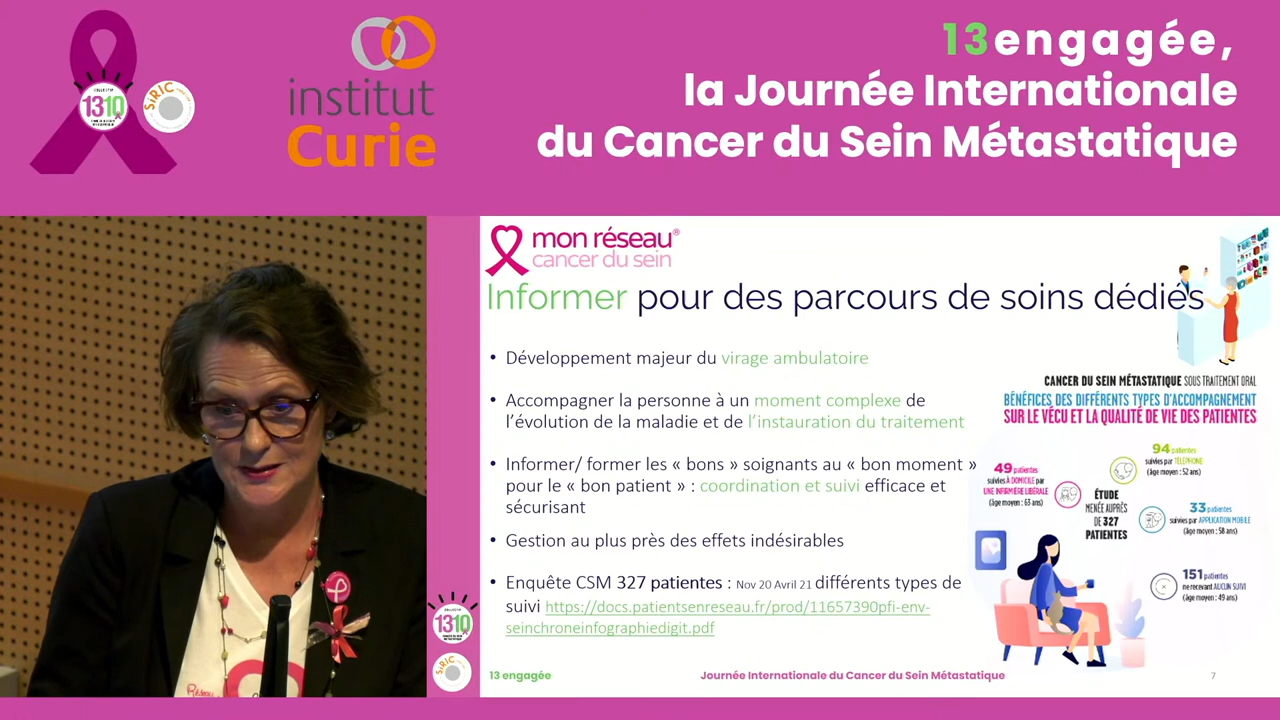 13engagée,
la Journée Internationale
du Cancer du Sein Métastatique
1310
SiRIC
institut
Curie
mon réseau®
cancer du sein
Informer pour des parcours de soins dédiés
• Développement majeur du virage ambulatoire
• Accompagner la personne à un moment complexe de
l'évolution de la maladie et de l'instauration du traitement
• Informer/ former les « bons » soignants au « bon moment »
pour le « bon patient » : coordination et suivi efficace et
sécurisant
• Gestion au plus près des effets indésirables
• Enquête CSM 327 patientes : Nov 20 Avril 21 différents types de
suivi https://docs.patientsenreseau.fr/prod/11657390pfi-env-
seinchroneinfographiedigit.pdf
CANCER DU SEIN MÉTASTATIQUE SOUS TRAITEMENT ORAL
BÉNÉFICES DES DIFFÉRENTS TYPES D'ACCOMPAGNEMENT
SUR LE VÉCU ET LA QUALITÉ DE VIE DES PATIENTES
49 patientes
suivies À DOMICILE par
UNE INFIRMIÈRE LIBÉRALE
(âge moyen : 63 ans)
94 patientes
suivies par TÉLÉPHONE
(âge moyen : 52 ans)
ÉTUDE
MENÉE AUPRÈS
DE 327
PATIENTES
33 patientes
suivies par APPLICATION MOBILE
(âge moyen : 58 ans)
151 patientes
ne recevant AUCUN SUIVI
(âge moyen : 49 ans)
1310
SiRIC
13 engagée
Journée Internationale du Cancer du Sein Métastatique
7
Réseau